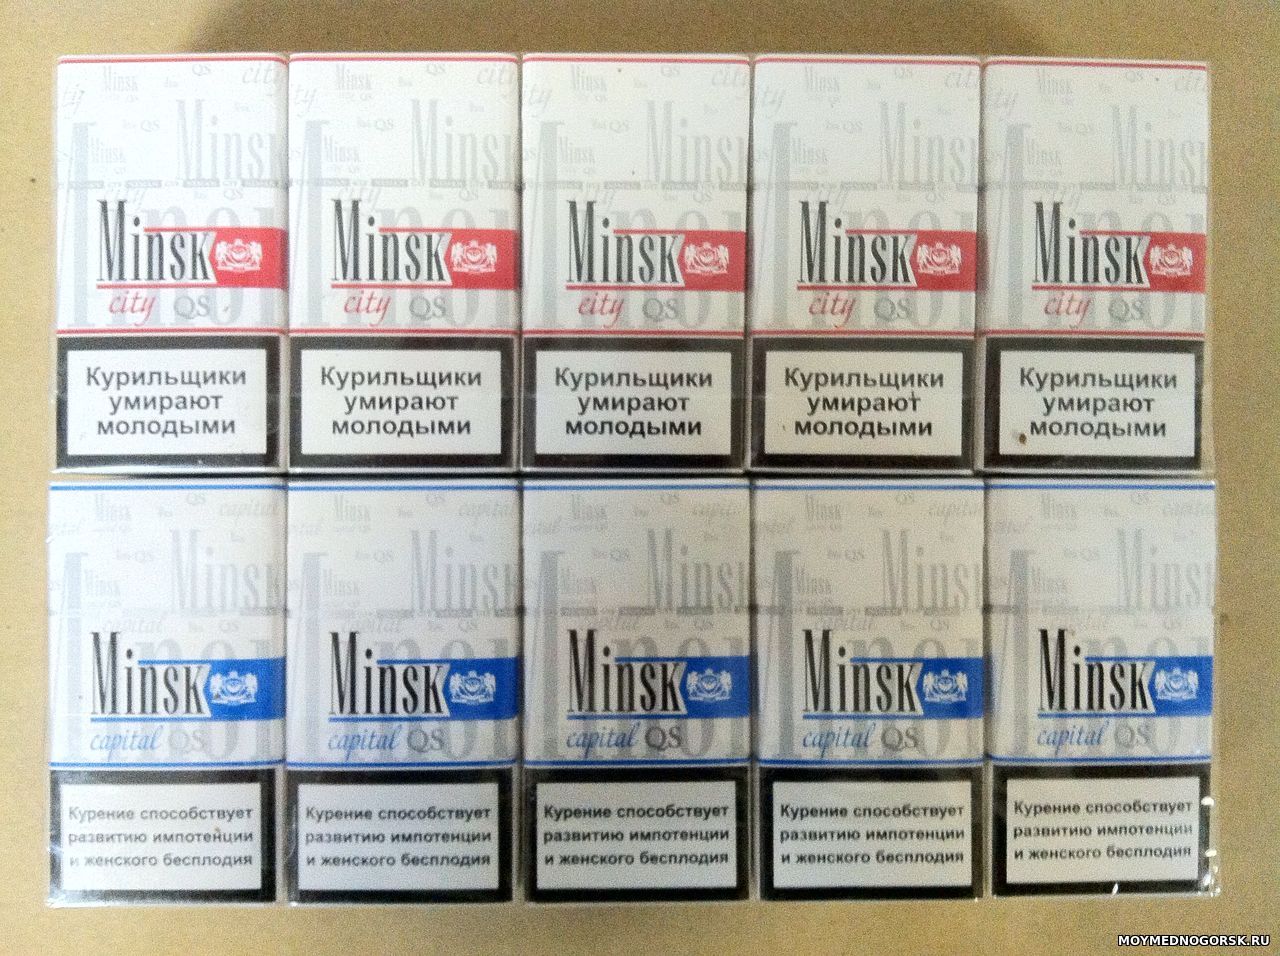 Minsk Minsk Minsk Minsk Minsk
city QS city QS city QS city QS city QS
Курильщики Курильщики Курильщики Курильщики Курильщики
умирают умирают умирают умирают умирают
молодыми молодыми молодыми молодыми молодыми
Minsk Minsk Minsk Minsk Minsk
capital QS capital QS capital QS capital QS capital QS
Курение способствует Курение способствует Курение способствует Курение способствует Курение способствует
развитию импотенции развитию импотенции развитию импотенции развитию импотенции развитию импотенции
и женского бесплодия и женского бесплодия и женского бесплодия и женского бесплодия и женского бесплодия
MOYMEDNOGORSK.RU